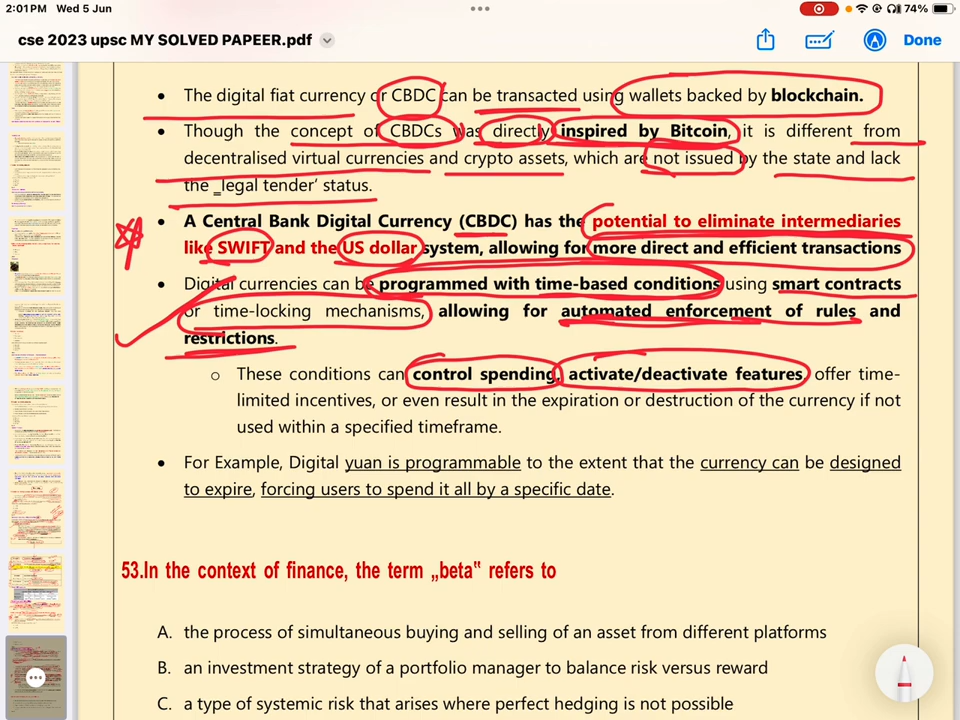 2:01 PM Wed 5 Jun
74%
cse 2023 upsc MY SOLVED PAPEER.pdf
Done
• The digital fiat currency or CBDC can be transacted using wallets backed by blockchain.
• Though the concept of CBDCs was directly inspired by Bitcoin, it is different from
decentralised virtual currencies and crypto assets, which are not issued by the state and lack
the _legal tender' status.
• A Central Bank Digital Currency (CBDC) has the potential to eliminate intermediaries
like SWIFT and the US dollar system, allowing for more direct and efficient transactions
• Digital currencies can be programmed with time-based conditions using smart contracts
or time-locking mechanisms, allowing for automated enforcement of rules and
restrictions.
o These conditions can control spending, activate/deactivate features, offer time-
limited incentives, or even result in the expiration or destruction of the currency if not
used within a specified timeframe.
• For Example, Digital yuan is programmable to the extent that the currency can be designed
to expire, forcing users to spend it all by a specific date.
53.In the context of finance, the term „beta‟ refers to
A. the process of simultaneous buying and selling of an asset from different platforms
B. an investment strategy of a portfolio manager to balance risk versus reward
C. a type of systemic risk that arises where perfect hedging is not possible